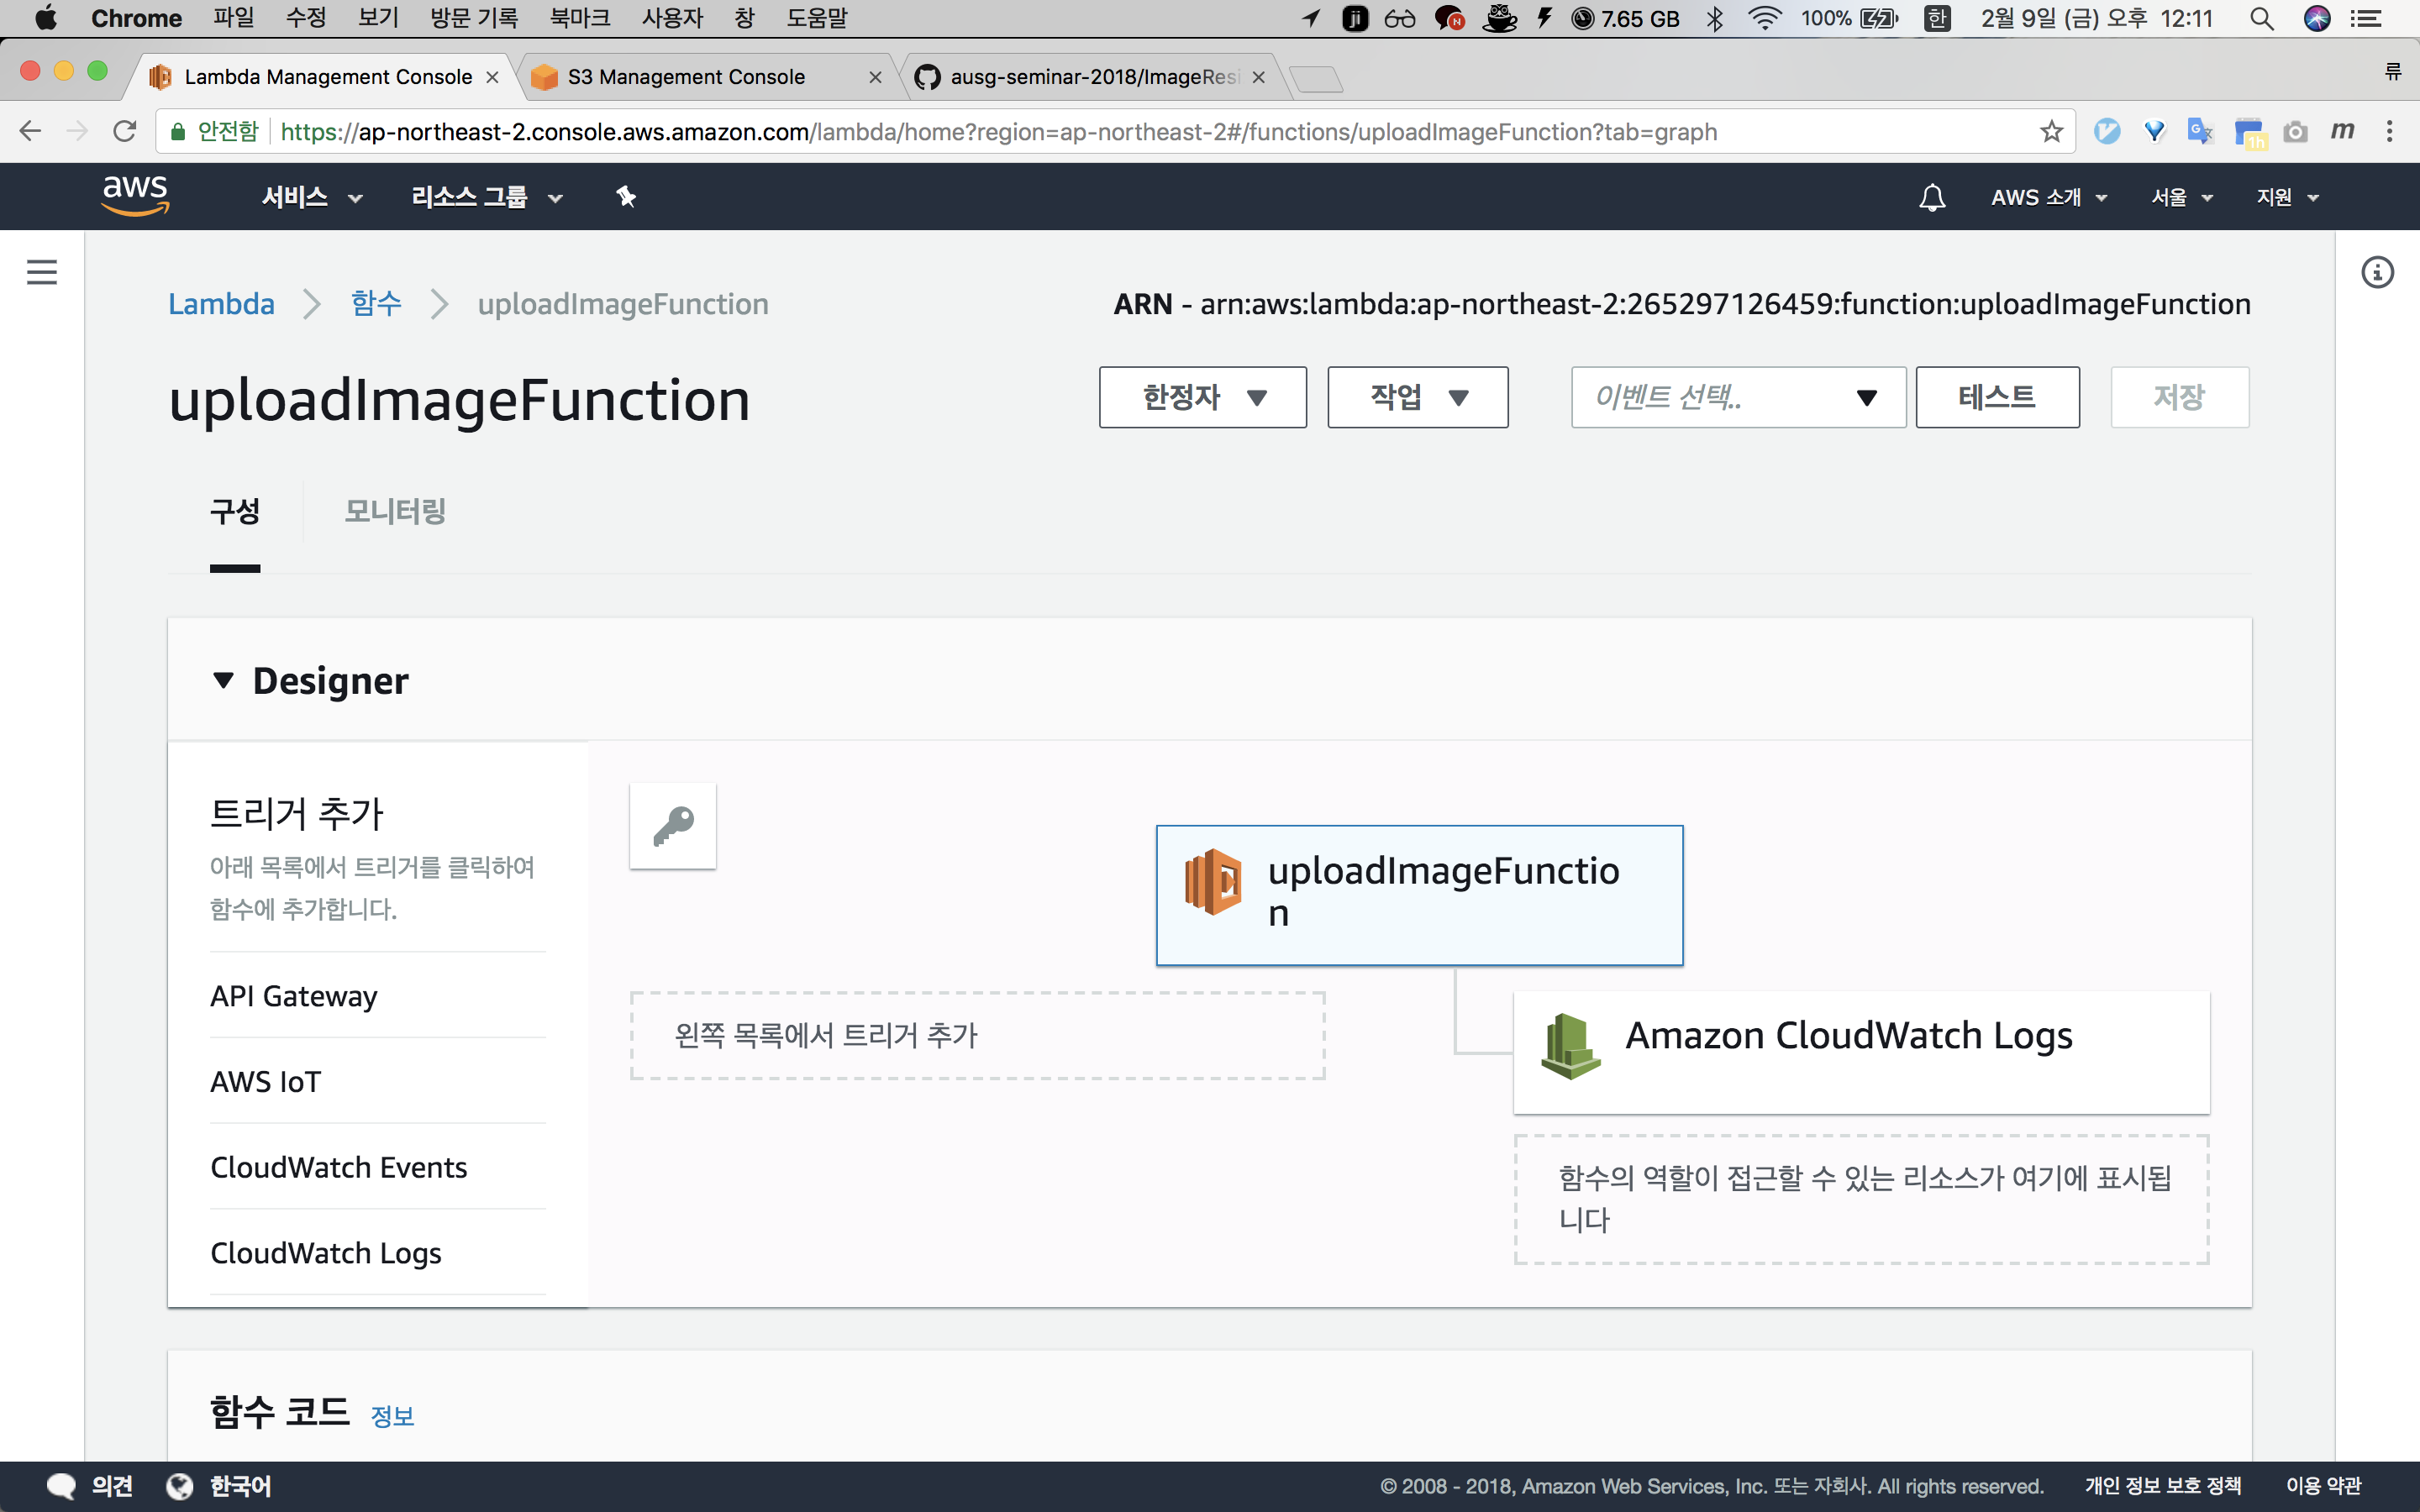 Chrome 파일 수정 보기 방문 기록 북마크 사용자 창 도움말 7.65 GB 100% 한 2월 9일 (금) 오후 12:11
Lambda Management Console S3 Management Console ausg-seminar-2018/ImageResi 류
안전함 https://ap-northeast-2.console.aws.amazon.com/lambda/home?region=ap-northeast-2#/functions/uploadImageFunction?tab=graph
aws 서비스 리소스 그룹 AWS 소개 서울 지원
Lambda 함수 uploadImageFunction ARN - arn:aws:lambda:ap-northeast-2:265297126459:function:uploadImageFunction
uploadImageFunction 한정자 작업 이벤트 선택.. 테스트 저장
구성 모니터링
Designer
트리거 추가
아래 목록에서 트리거를 클릭하여
함수에 추가합니다.
API Gateway
AWS IoT
CloudWatch Events
CloudWatch Logs
uploadImageFunctio
n
왼쪽 목록에서 트리거 추가
Amazon CloudWatch Logs
함수의 역할이 접근할 수 있는 리소스가 여기에 표시됩
니다
함수 코드 정보
의견 한국어 © 2008 - 2018, Amazon Web Services, Inc. 또는 자회사. All rights reserved. 개인 정보 보호 정책 이용 약관